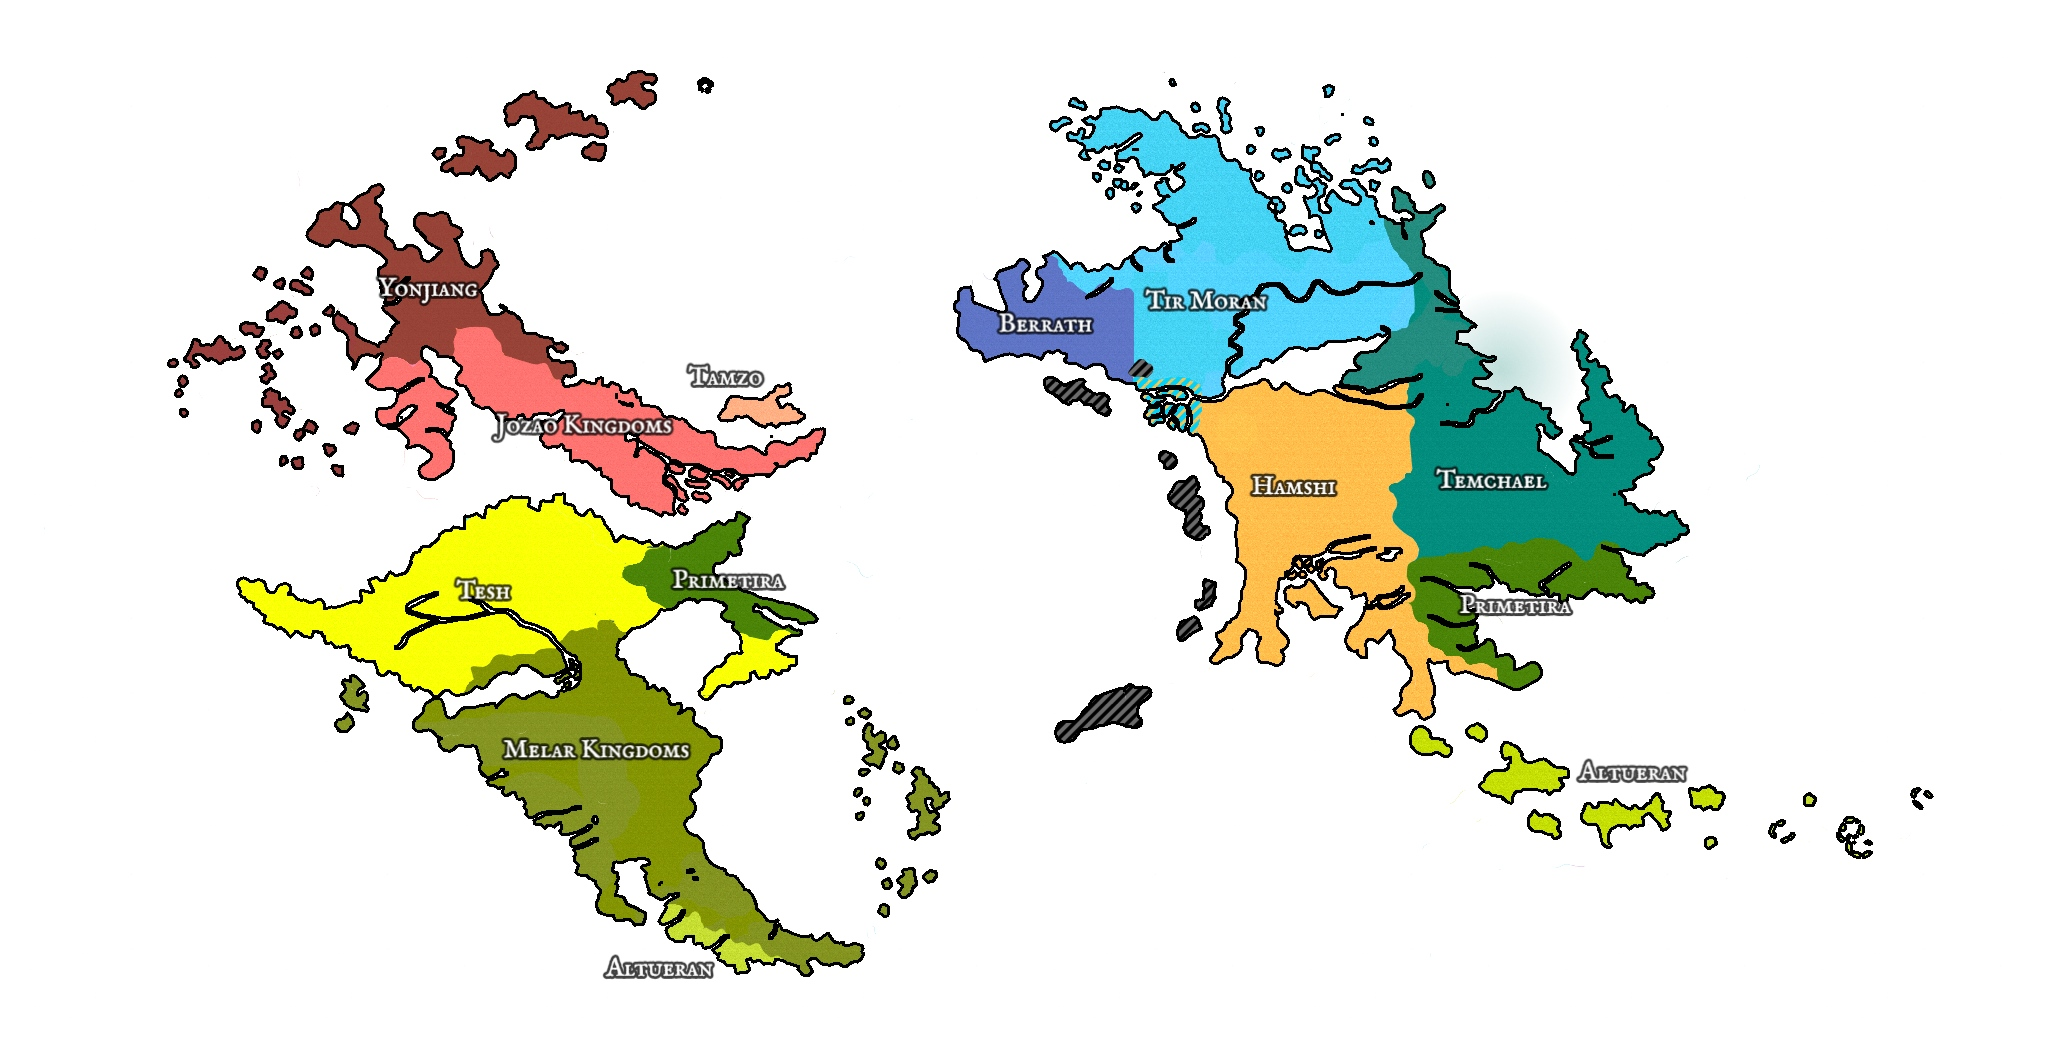 Yonjiang
Tir Moran
Berrath
Tamzo
Jozao Kingdoms
Hamshi
Temchael
Tesh
Primetira
Primetira
Melar Kingdoms
Altueran
Altueran